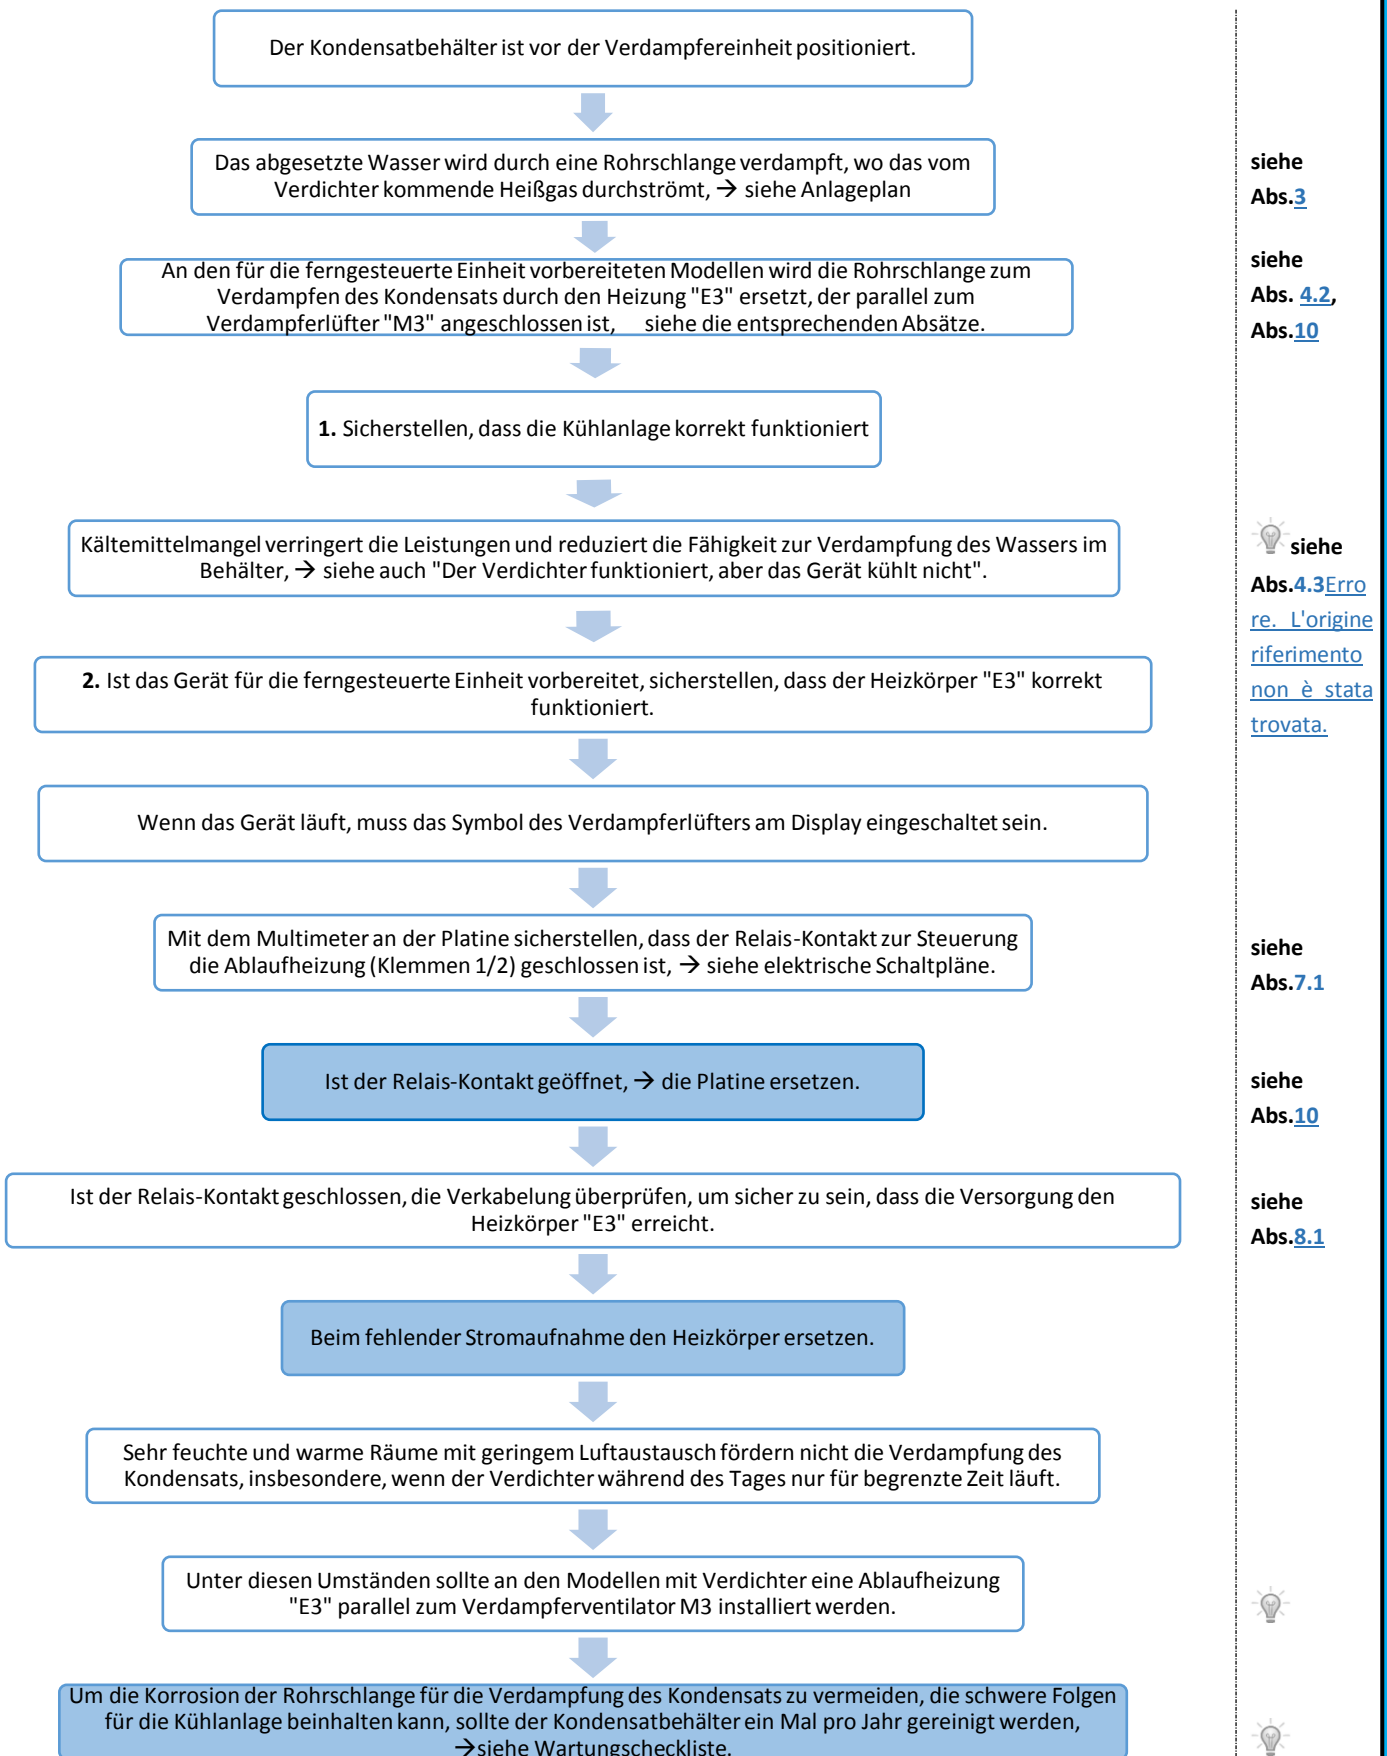 Der Kondensatbehälter ist vor der Verdampfereinheit positioniert.
Das abgesetzte Wasser wird durch eine Rohrschlange verdampft, wo das vom
Verdichter kommende Heißgas durchströmt, → siehe Anlageplan
siehe
Abs.3
An den für die ferngesteuerte Einheit vorbereiteten Modellen wird die Rohrschlange zum
Verdampfen des Kondensats durch den Heizung "E3" ersetzt, der parallel zum
Verdampferlüfter "M3" angeschlossen ist, siehe die entsprechenden Absätze.
siehe
Abs. 4.2,
Abs.10
1. Sicherstellen, dass die Kühlanlage korrekt funktioniert
Kältemittelmangel verringert die Leistungen und reduziert die Fähigkeit zur Verdampfung des Wassers im
Behälter, → siehe auch "Der Verdichter funktioniert, aber das Gerät kühlt nicht".
siehe
Abs.4.3Erro
re. L'origine
riferimento
non è stata
trovata.
2. Ist das Gerät für die ferngesteuerte Einheit vorbereitet, sicherstellen, dass der Heizkörper "E3" korrekt
funktioniert.
Wenn das Gerät läuft, muss das Symbol des Verdampferlüfters am Display eingeschaltet sein.
Mit dem Multimeter an der Platine sicherstellen, dass der Relais-Kontakt zur Steuerung
die Ablaufheizung (Klemmen 1/2) geschlossen ist, → siehe elektrische Schaltpläne.
siehe
Abs.7.1
Ist der Relais-Kontakt geöffnet, → die Platine ersetzen.
siehe
Abs.10
Ist der Relais-Kontakt geschlossen, die Verkabelung überprüfen, um sicher zu sein, dass die Versorgung den
Heizkörper "E3" erreicht.
siehe
Abs.8.1
Beim fehlender Stromaufnahme den Heizkörper ersetzen.
Sehr feuchte und warme Räume mit geringem Luftaustausch fördern nicht die Verdampfung des
Kondensats, insbesondere, wenn der Verdichter während des Tages nur für begrenzte Zeit läuft.
Unter diesen Umständen sollte an den Modellen mit Verdichter eine Ablaufheizung
"E3" parallel zum Verdampferventilator M3 installiert werden.
Um die Korrosion der Rohrschlange für die Verdampfung des Kondensats zu vermeiden, die schwere Folgen
für die Kühlanlage beinhalten kann, sollte der Kondensatbehälter ein Mal pro Jahr gereinigt werden,
→siehe Wartungscheckliste.